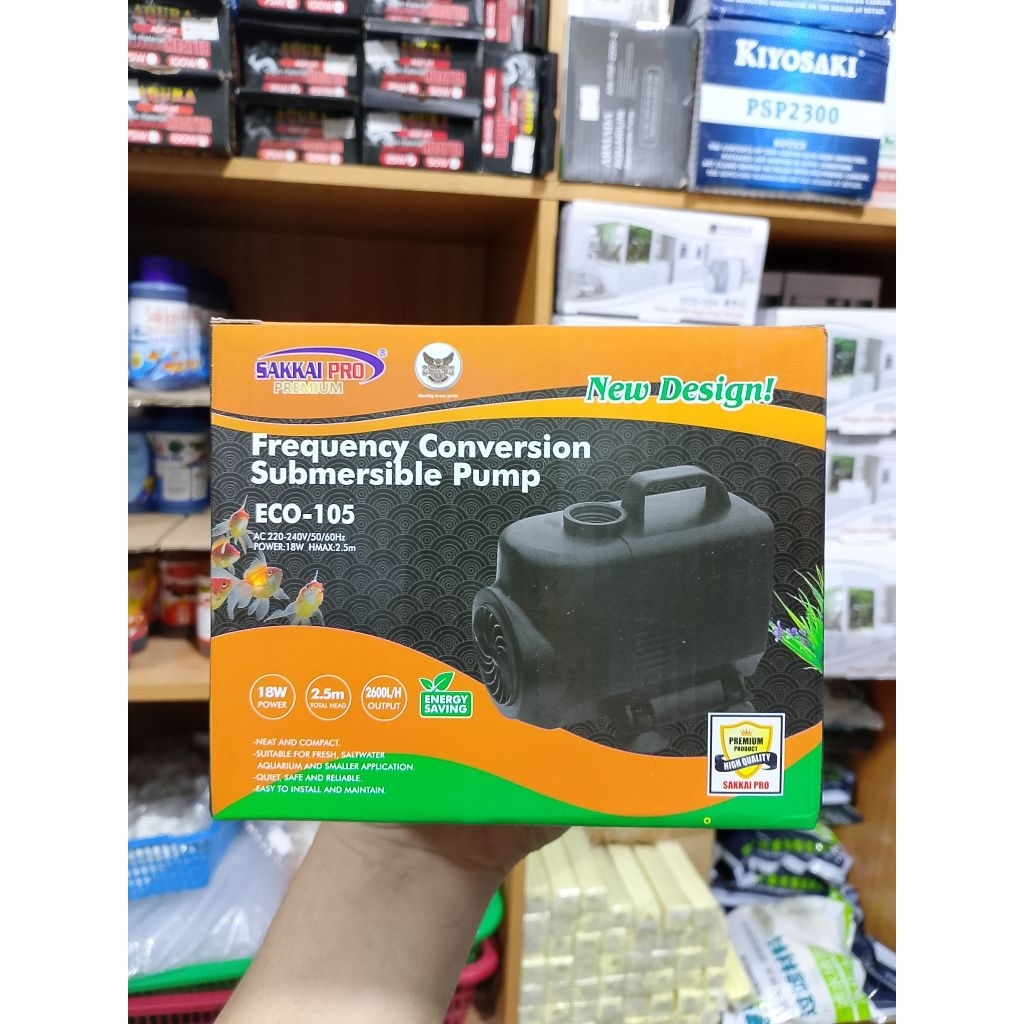 KIYOSAKI
PSP2300
NOTICE
SAKKAI PRO
PREMIUM
New Design!
Frequency Conversion
Submersible Pump
ECO-105
AC 220-240V/50/60Hz
POWER:18W HMAX:2.5m
18W
POWER
2.5m
TOTAL HEAD
2600L/H
OUTPUT
ENERGY
SAVING
-NEAT AND COMPACT.
-SUITABLE FOR FRESH, SALTWATER
AQUARIUM AND SMALLER APPLICATION.
-QUIET, SAFE AND RELIABLE.
-EASY TO INSTALL AND MAINTAIN.
PREMIUM
PRODUCT
HIGH QUALITY
SAKKAI PRO